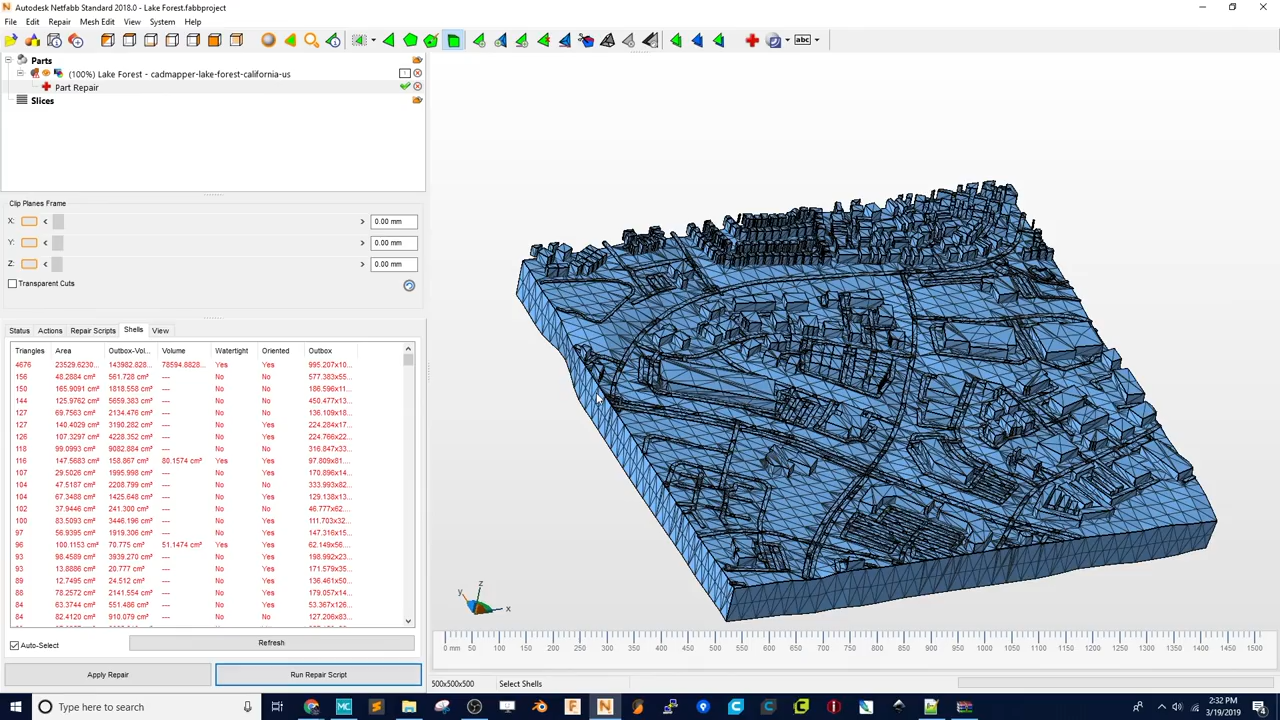 Autodesk Netfabb Standard 2018.0 - Lake Forest.fabbproject
File Edit Repair Mesh Edit View System Help
abc
Parts
(100%) Lake Forest - cadmapper-lake-forest-california-us
Part Repair
Slices
Clip Planes Frame
X: < > 0.00 mm
Y: < > 0.00 mm
Z: < > 0.00 mm
Transparent Cuts
Status Actions Repair Scripts Shells View
Triangles Area Outbox-Vol... Volume Watertight Oriented Outbox
4676 23529.6230... 143982.828... 78594.8828... Yes Yes 995.207x10...
156 48.2884 cm² 561.728 cm³ --- No No 577.383x55...
150 165.9091 cm² 1818.558 cm³ --- No No 186.596x11...
144 125.9762 cm² 5659.383 cm³ --- No No 450.477x13...
127 69.7563 cm² 2134.476 cm³ --- No No 136.109x18...
127 140.4029 cm² 3190.282 cm³ --- No Yes 224.284x17...
126 107.3297 cm² 4228.352 cm³ --- No Yes 224.766x22...
118 99.0993 cm² 9082.884 cm³ --- No No 316.847x33...
116 147.5683 cm² 158.867 cm³ 80.1574 cm³ Yes Yes 97.809x81....
107 29.5026 cm² 1995.998 cm³ --- No No 170.896x14...
104 47.5187 cm² 2208.799 cm³ --- No No 333.993x82...
104 67.3488 cm² 1425.648 cm³ --- No Yes 129.138x13...
102 37.9446 cm² 241.300 cm³ --- No No 46.777x62...
100 83.5093 cm² 3446.196 cm³ --- No Yes 111.703x32...
97 56.9395 cm² 1919.306 cm³ --- No Yes 147.316x15...
96 100.1153 cm² 70.775 cm³ 51.1474 cm³ Yes Yes 62.149x56....
93 98.4589 cm² 3939.270 cm³ --- No Yes 198.992x23...
93 13.8886 cm² 20.777 cm³ --- No Yes 171.579x35...
89 12.7495 cm² 24.512 cm³ --- No Yes 136.461x50...
88 78.2572 cm² 2141.554 cm³ --- No Yes 179.057x14...
84 63.3744 cm² 551.486 cm³ --- No Yes 53.367x126...
84 82.4120 cm² 910.079 cm³ --- No No 127.206x83...
Auto-Select Refresh
Apply Repair Run Repair Script
z
y
x
0 mm 50 100 150 200 250 300 350 400 450 500 550 600 650 700 750 800 850 900 950 1000 1050 1100 1150 1200 1250 1300 1350 1400 1450 1500
500x500x500 Select Shells
Type here to search
2:32 PM
3/19/2019